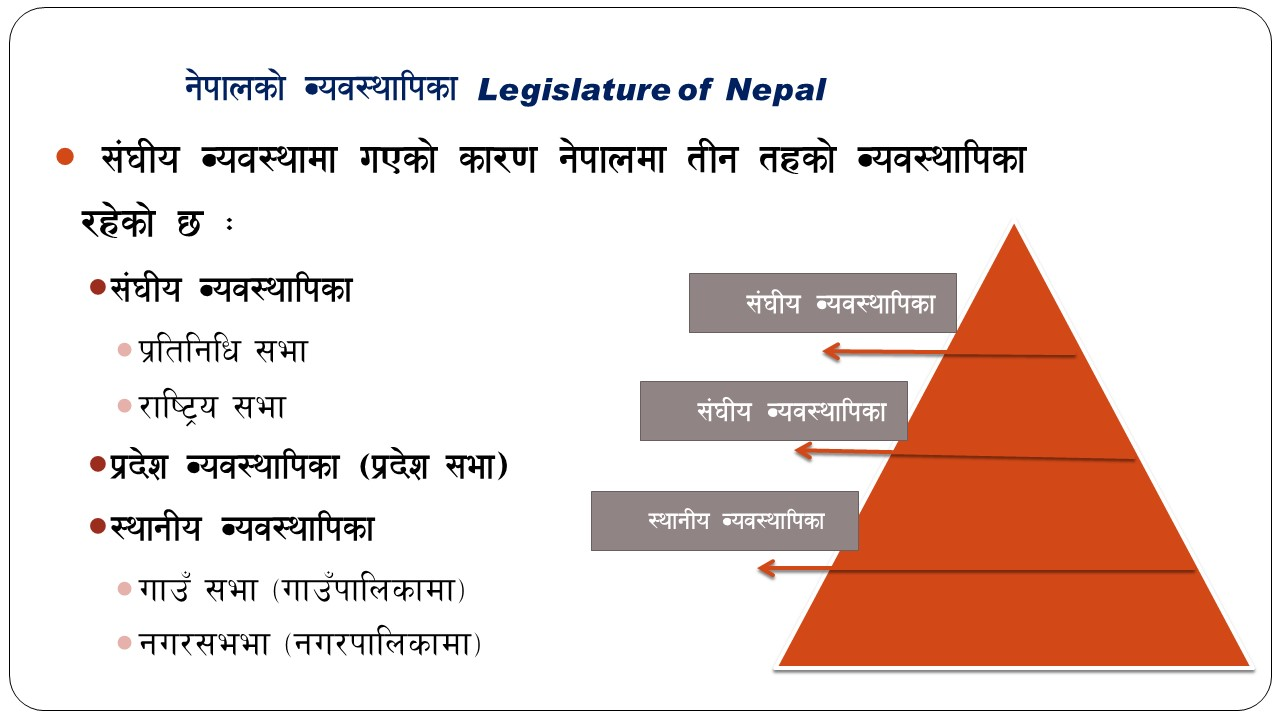 नेपालको व्यवस्थापिका Legislature of Nepal
संघीय व्यवस्थामा गएको कारण नेपालमा तीन तहको व्यवस्थापिका
रहेको छ :
संघीय व्यवस्थापिका
प्रतिनिधि सभा
राष्ट्रिय सभा
प्रदेश व्यवस्थापिका (प्रदेश सभा)
स्थानीय व्यवस्थापिका
गाउँ सभा (गाउँपालिकामा)
नगरसभभा (नगरपालिकामा)
संघीय व्यवस्थापिका
संघीय व्यवस्थापिका
स्थानीय व्यवस्थापिका